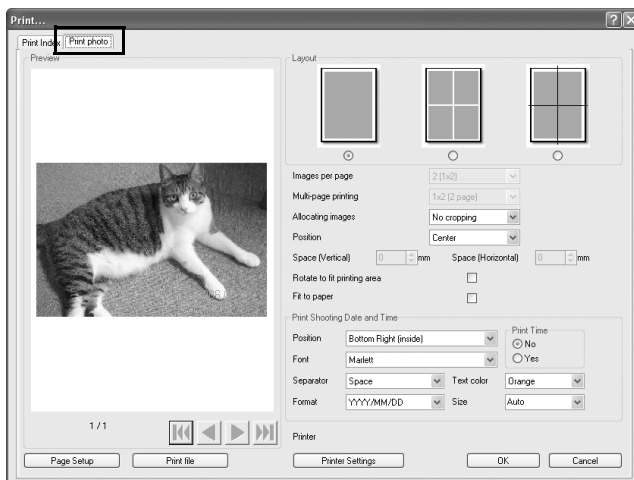 Print...
Print Index
Print photo
Preview
Layout
Images per page
2 (1x2)
Multi-page printing
1x2 (2 page)
Allocating images
No cropping
Position
Center
Space (Vertical)
0
mm
Space (Horizontal)
0
mm
Rotate to fit printing area
Fit to paper
Print Shooting Date and Time
Position
Bottom Right (inside)
Print Time
No
Yes
Font
Marlett
Separator
Space
Text color
Orange
Format
YYYY/MM/DD
Size
Auto
1 / 1
Printer
Page Setup
Print file
Printer Settings
OK
Cancel